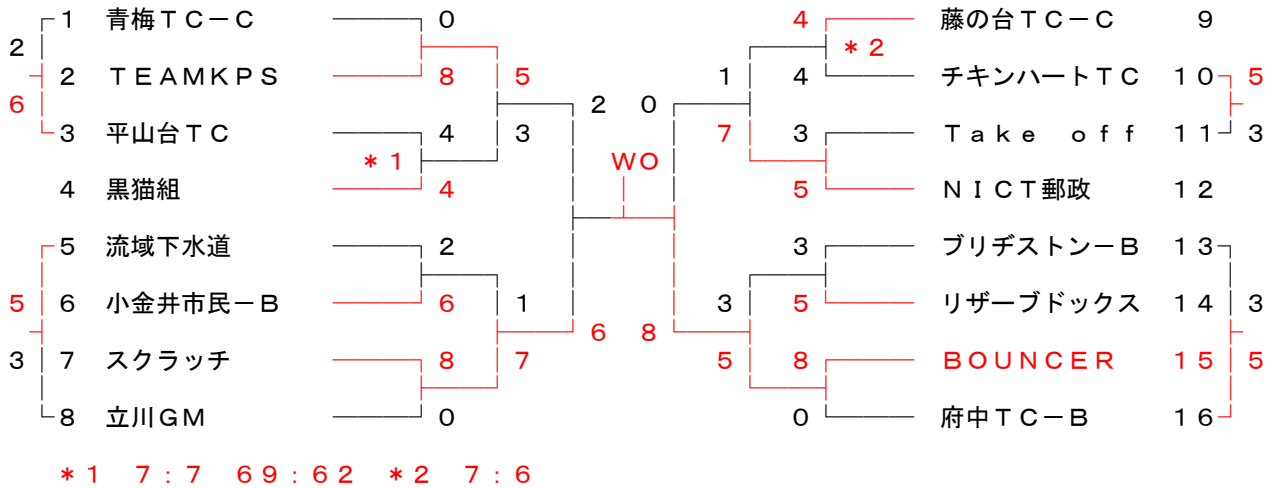 1 青梅TC－C 0 4 藤の台TC－C 9
2 ＊2
2 TEAMKPS 8 5 1 4 チキンハートTC 10 5
6 2 0
3 平山台TC 4 3 7 3 Take off 11 3
＊1 WO
4 黒猫組 4 5 NICT郵政 12
5 流域下水道 2 3 ブリヂストン－B 13
5 6 小金井市民－B 6 1 3 5 リザーブドックス 14 3
6 8
3 7 スクラッチ 8 7 5 8 BOUNCER 15 5
8 立川GM 0 0 府中TC－B 16
＊1 7：7 69：62 ＊2 7：6